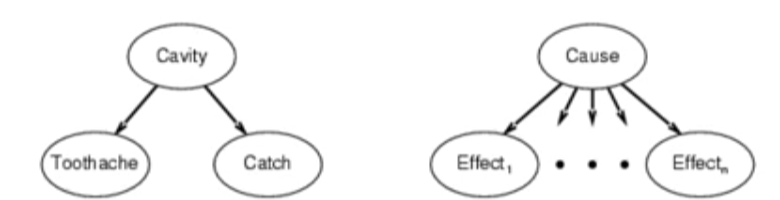 Cavity
Toothache
Catch
Cause
Effect₁
Effectₙ